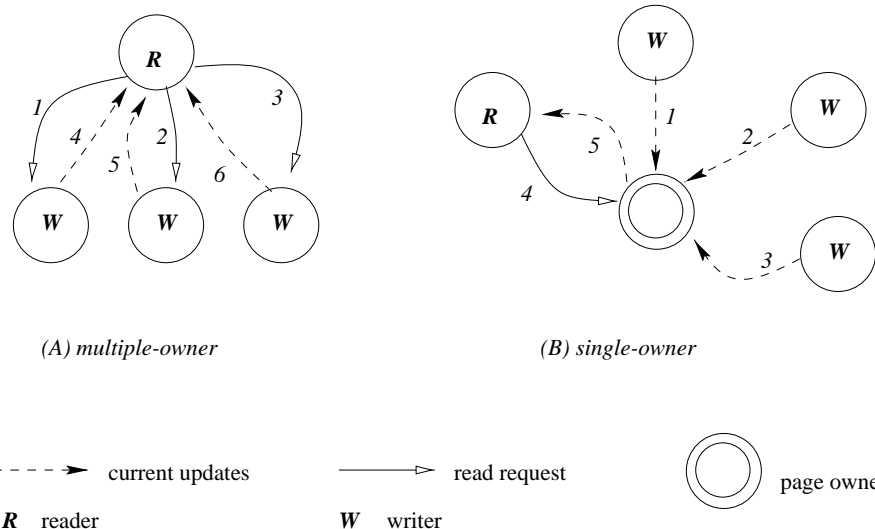 W
R
W
R
1
3
1
5
2
4
2
5
6
4
W
W
W
W
3
(A) multiple-owner
(B) single-owner
current updates
read request
page owne
R reader
W writer